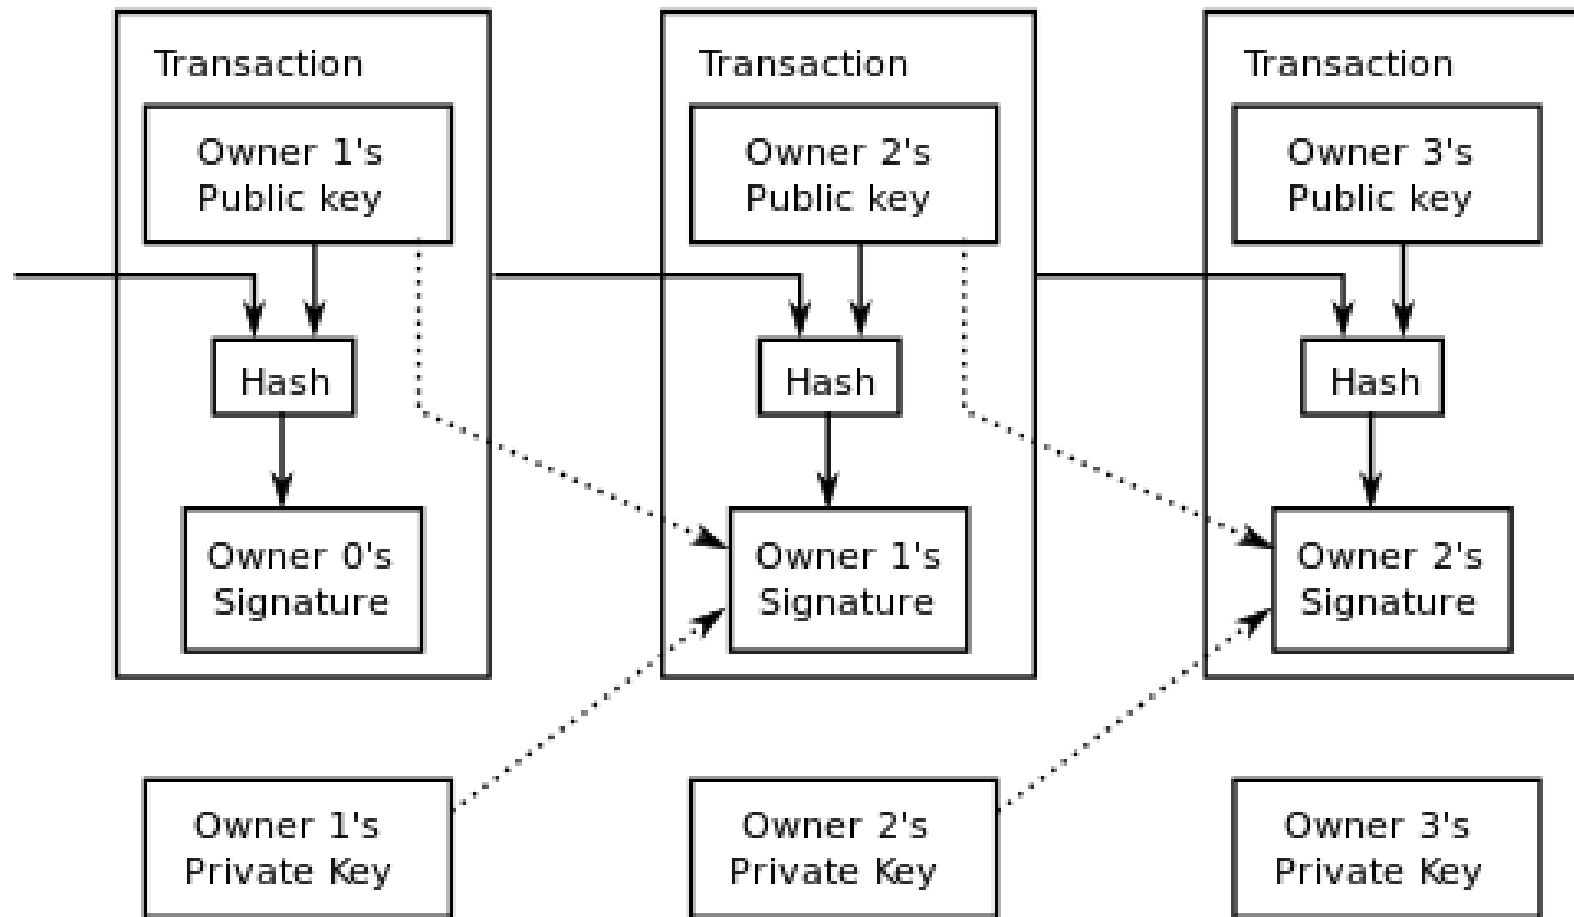 Transaction
Owner 1's
Public key
Hash
Owner 0's
Signature
Owner 1's
Private Key
Transaction
Owner 2's
Public key
Hash
Owner 1's
Signature
Owner 2's
Private Key
Transaction
Owner 3's
Public key
Hash
Owner 2's
Signature
Owner 3's
Private Key